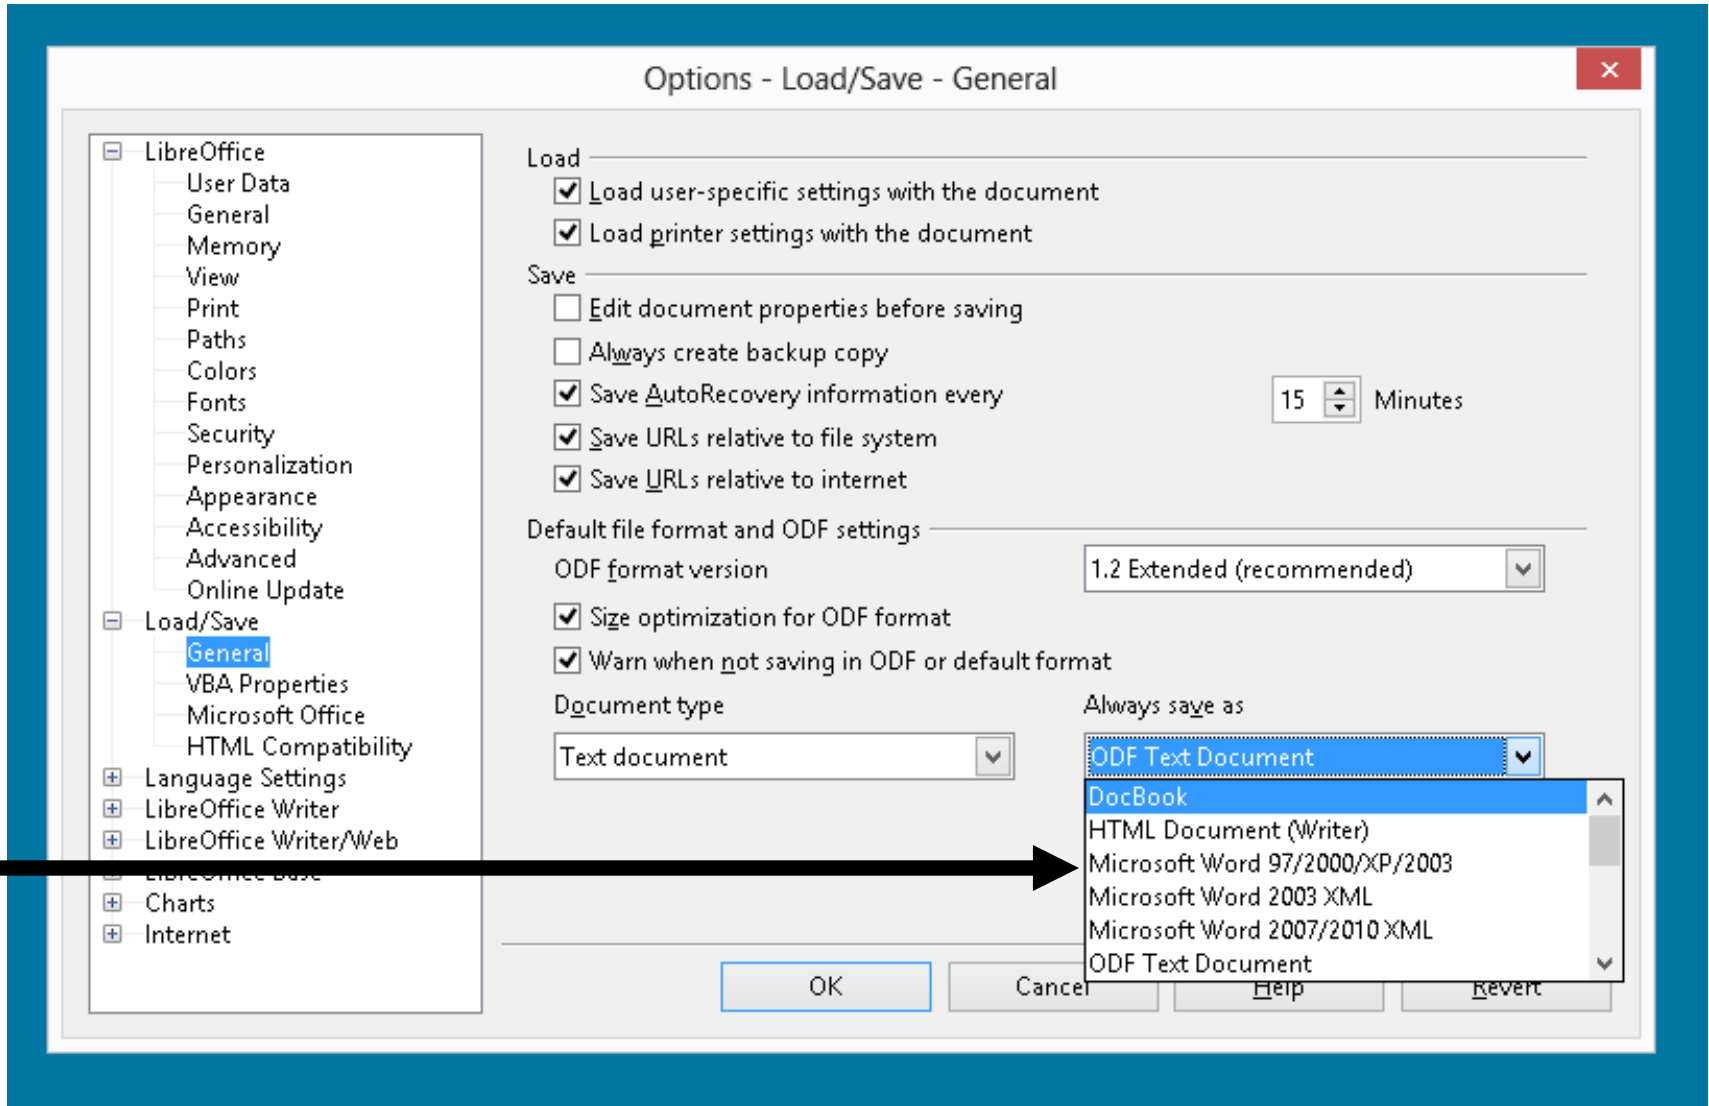 Options - Load/Save - General
LibreOffice
User Data
General
Memory
View
Print
Paths
Colors
Fonts
Security
Personalization
Appearance
Accessibility
Advanced
Online Update
Load/Save
General
VBA Properties
Microsoft Office
HTML Compatibility
Language Settings
LibreOffice Writer
LibreOffice Writer/Web
LibreOffice Base
Charts
Internet
Load
Load user-specific settings with the document
Load printer settings with the document
Save
Edit document properties before saving
Always create backup copy
Save AutoRecovery information every 15 Minutes
Save URLs relative to file system
Save URLs relative to internet
Default file format and ODF settings
ODF format version 1.2 Extended (recommended)
Size optimization for ODF format
Warn when not saving in ODF or default format
Document type Always save as
Text document ODF Text Document
DocBook
HTML Document (Writer)
Microsoft Word 97/2000/XP/2003
Microsoft Word 2003 XML
Microsoft Word 2007/2010 XML
ODF Text Document
OK Cancel Help Revert